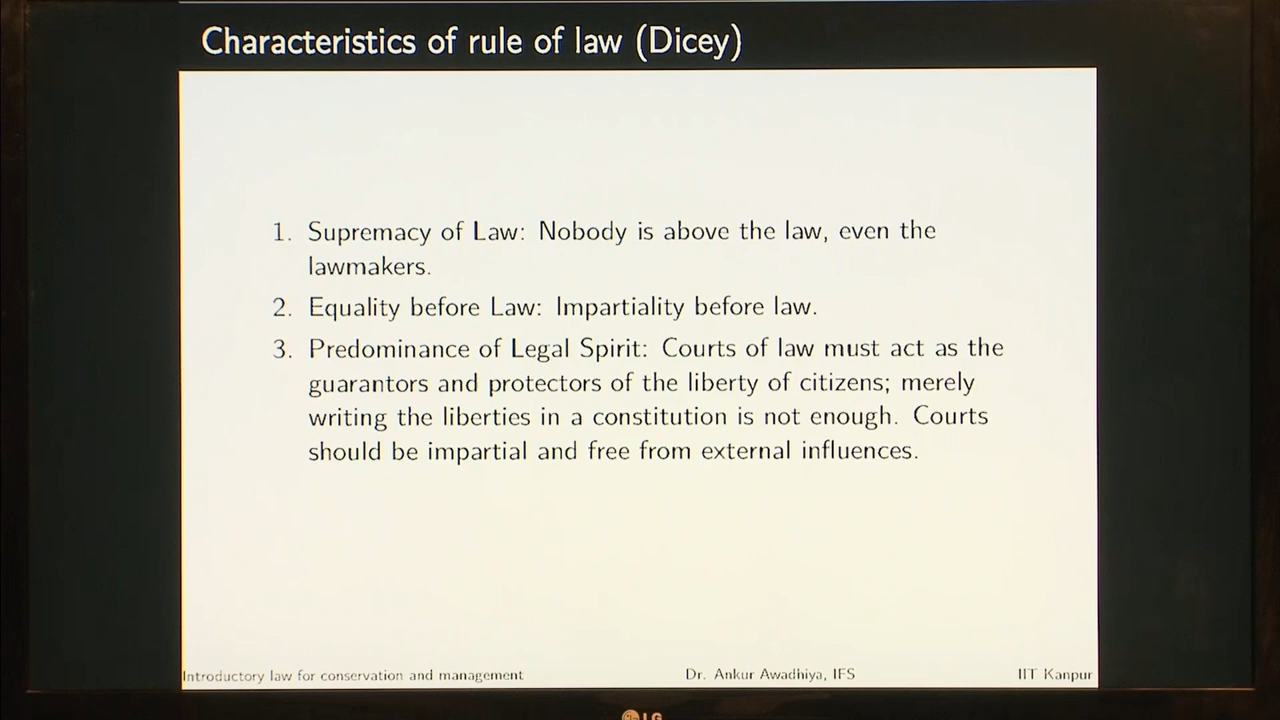 Characteristics of rule of law (Dicey)
1. Supremacy of Law: Nobody is above the law, even the
lawmakers.
2. Equality before Law: Impartiality before law.
3. Predominance of Legal Spirit: Courts of law must act as the
guarantors and protectors of the liberty of citizens; merely
writing the liberties in a constitution is not enough. Courts
should be impartial and free from external influences.
Introductory law for conservation and management Dr. Ankur Awadhiya, IFS IIT Kanpur
LG